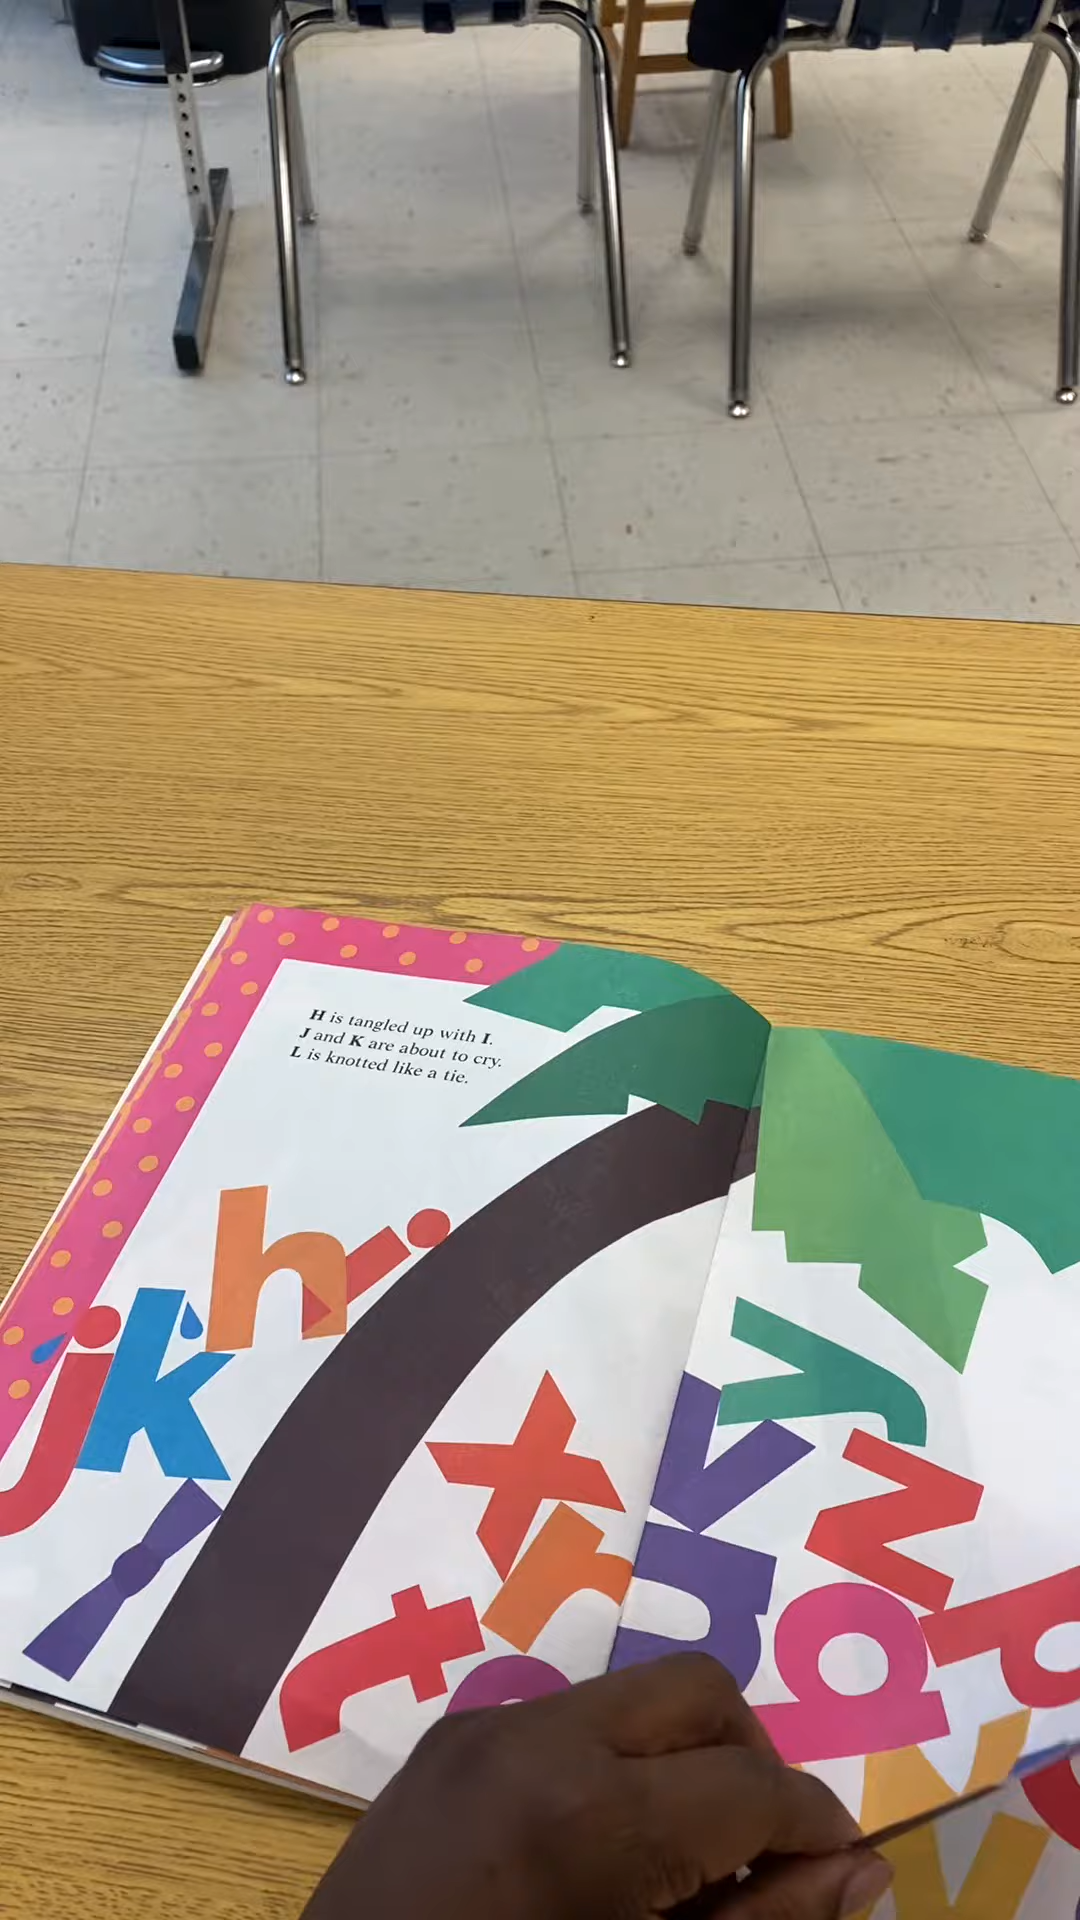 H is tangled up with I.
J and K are about to cry.
L is knotted like a tie.
h i
j k
l
y
x v z
r u
t q p
w